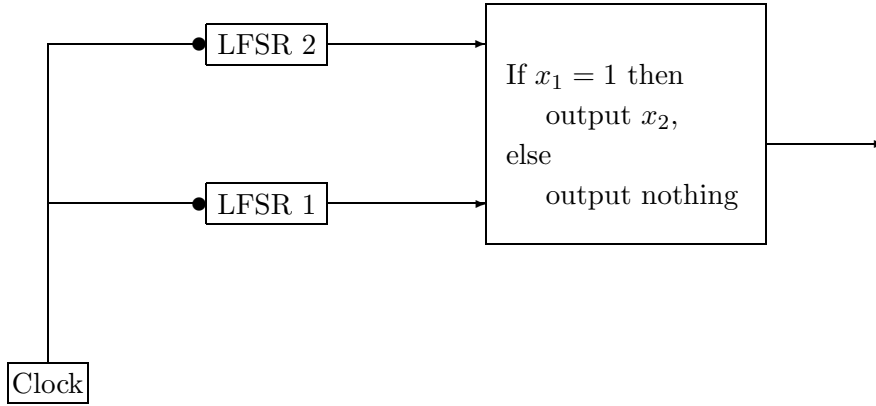 LFSR 2
If x₁ = 1 then
output x₂,
else
output nothing
LFSR 1
Clock